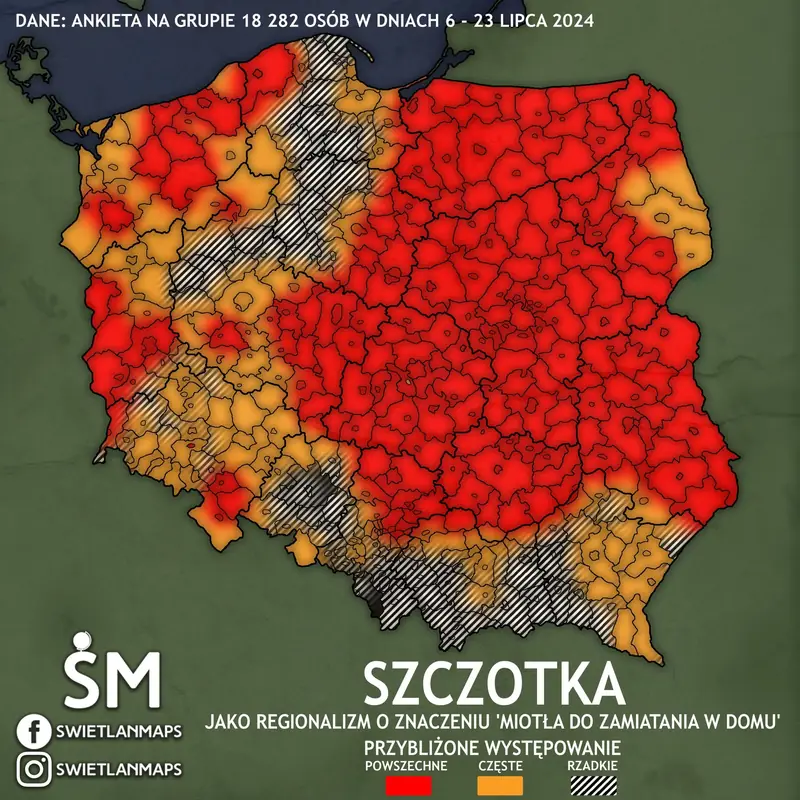 DANE: ANKIETA NA GRUPIE 18 282 OSÓB W DNIACH 6 - 23 LIPCA 2024
ŚM
SWIETLANMAPS
SWIETLANMAPS
SZCZOTKA
JAKO REGIONALIZM O ZNACZENIU 'MIOTŁA DO ZAMIATANIA W DOMU'
PRZYBLIŻONE WYSTĘPOWANIE
POWSZECHNE CZĘSTE RZADKIE